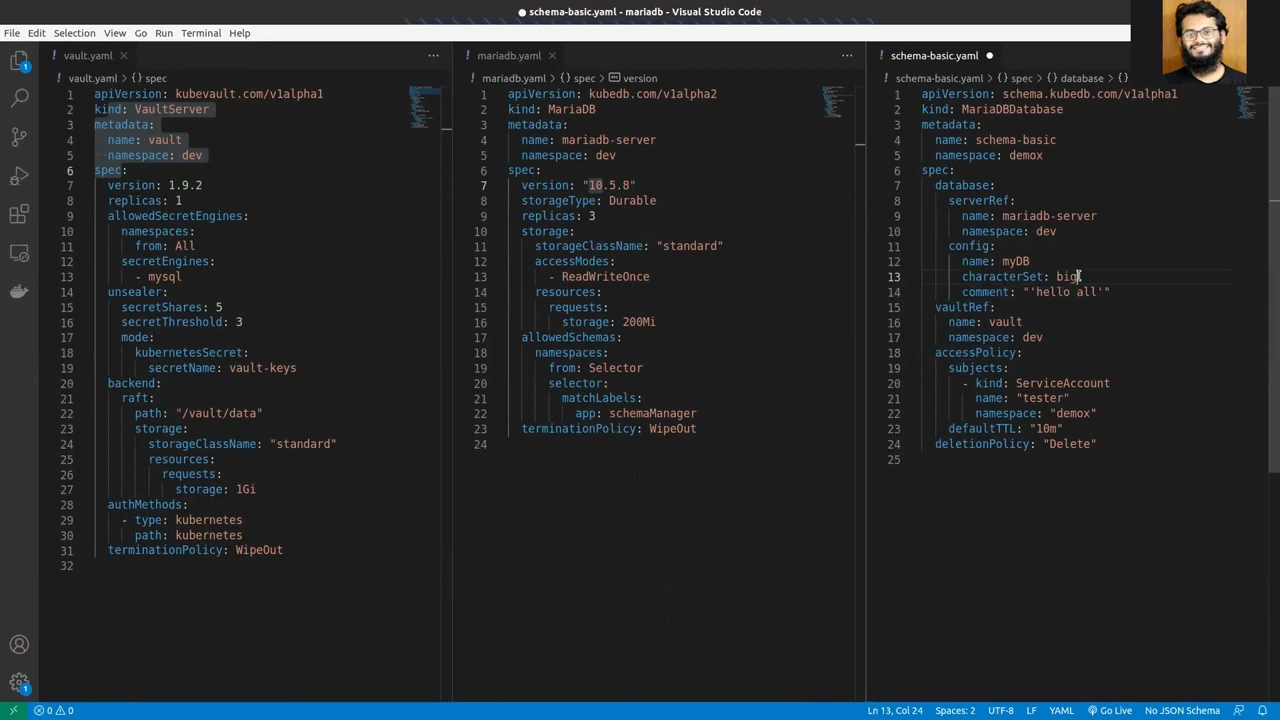 schema-basic.yaml - mariadb - Visual Studio Code
File Edit Selection View Go Run Terminal Help
vault.yaml
vault.yaml > {} spec
1 apiVersion: kubevault.com/v1alpha1
2 kind: VaultServer
3 metadata:
4 name: vault
5 namespace: dev
6 spec:
7 version: 1.9.2
8 replicas: 1
9 allowedSecretEngines:
10 namespaces:
11 from: All
12 secretEngines:
13 - mysql
14 unsealer:
15 secretShares: 5
16 secretThreshold: 3
17 mode:
18 kubernetesSecret:
19 secretName: vault-keys
20 backend:
21 raft:
22 path: "/vault/data"
23 storage:
24 storageClassName: "standard"
25 resources:
26 requests:
27 storage: 1Gi
28 authMethods:
29 - type: kubernetes
30 path: kubernetes
31 terminationPolicy: WipeOut
32
mariadb.yaml
mariadb.yaml > {} spec > version
1 apiVersion: kubedb.com/v1alpha2
2 kind: MariaDB
3 metadata:
4 name: mariadb-server
5 namespace: dev
6 spec:
7 version: "10.5.8"
8 storageType: Durable
9 replicas: 3
10 storage:
11 storageClassName: "standard"
12 accessModes:
13 - ReadWriteOnce
14 resources:
15 requests:
16 storage: 200Mi
17 allowedSchemas:
18 namespaces:
19 from: Selector
20 selector:
21 matchLabels:
22 app: schemaManager
23 terminationPolicy: WipeOut
24
schema-basic.yaml
schema-basic.yaml > {} spec > {} database > {}
1 apiVersion: schema.kubedb.com/v1alpha1
2 kind: MariaDBDatabase
3 metadata:
4 name: schema-basic
5 namespace: demox
6 spec:
7 database:
8 serverRef:
9 name: mariadb-server
10 namespace: dev
11 config:
12 name: myDB
13 characterSet: big
14 comment: "'hello all'"
15 vaultRef:
16 name: vault
17 namespace: dev
18 accessPolicy:
19 subjects:
20 - kind: ServiceAccount
21 name: "tester"
22 namespace: "demox"
23 defaultTTL: "10m"
24 deletionPolicy: "Delete"
25
1
1
0 0
Ln 13, Col 24 Spaces: 2 UTF-8 LF YAML Go Live No JSON Schema